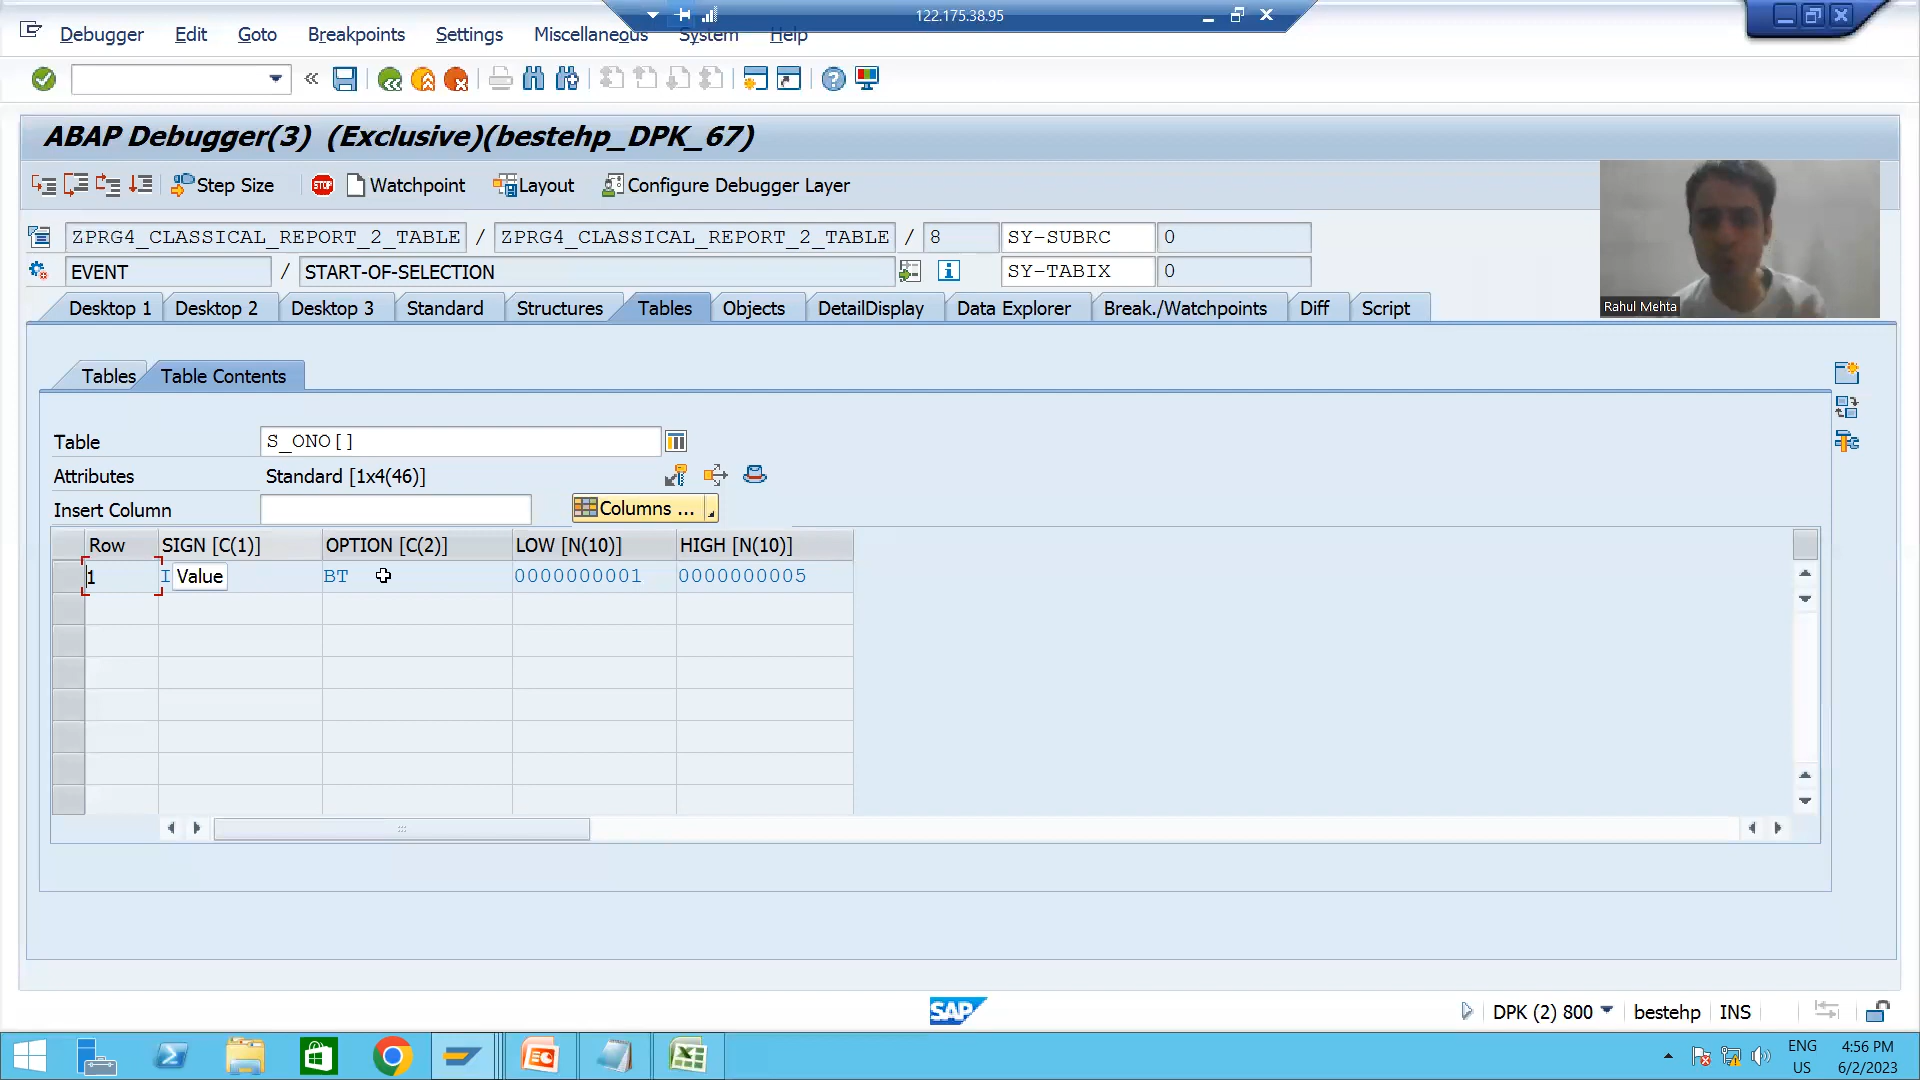 122.175.38.95
Debugger Edit Goto Breakpoints Settings Miscellaneous System Help
ABAP Debugger(3) (Exclusive)(bestehp_DPK_67)
Step Size STOP Watchpoint Layout Configure Debugger Layer
ZPRG4_CLASSICAL_REPORT_2_TABLE / ZPRG4_CLASSICAL_REPORT_2_TABLE / 8 SY-SUBRC 0
EVENT / START-OF-SELECTION SY-TABIX 0
Rahul Mehta
Desktop 1 Desktop 2 Desktop 3 Standard Structures Tables Objects DetailDisplay Data Explorer Break./Watchpoints Diff Script
Tables Table Contents
Table S_ONO[]
Attributes Standard [1x4(46)]
Insert Column Columns ...
Row SIGN [C(1)] OPTION [C(2)] LOW [N(10)] HIGH [N(10)]
1 I Value BT 0000000001 0000000005
SAP DPK (2) 800 bestehp INS
ENG 4:56 PM
US 6/2/2023